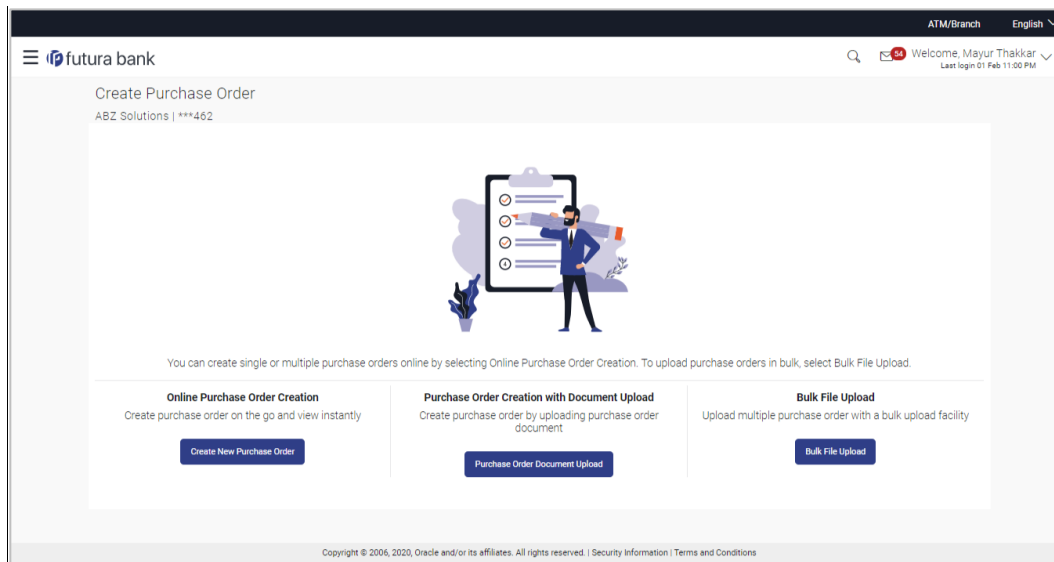 ATM/Branch English
futura bank
54
Welcome, Mayur Thakkar
Last login 01 Feb 11:00 PM
Create Purchase Order
ABZ Solutions | ***462
4
You can create single or multiple purchase orders online by selecting Online Purchase Order Creation. To upload purchase orders in bulk, select Bulk File Upload.
Online Purchase Order Creation
Create purchase order on the go and view instantly
Create New Purchase Order
Purchase Order Creation with Document Upload
Create purchase order by uploading purchase order
document
Purchase Order Document Upload
Bulk File Upload
Upload multiple purchase order with a bulk upload facility
Bulk File Upload
Copyright © 2006, 2020, Oracle and/or its affiliates. All rights reserved. | Security Information | Terms and Conditions